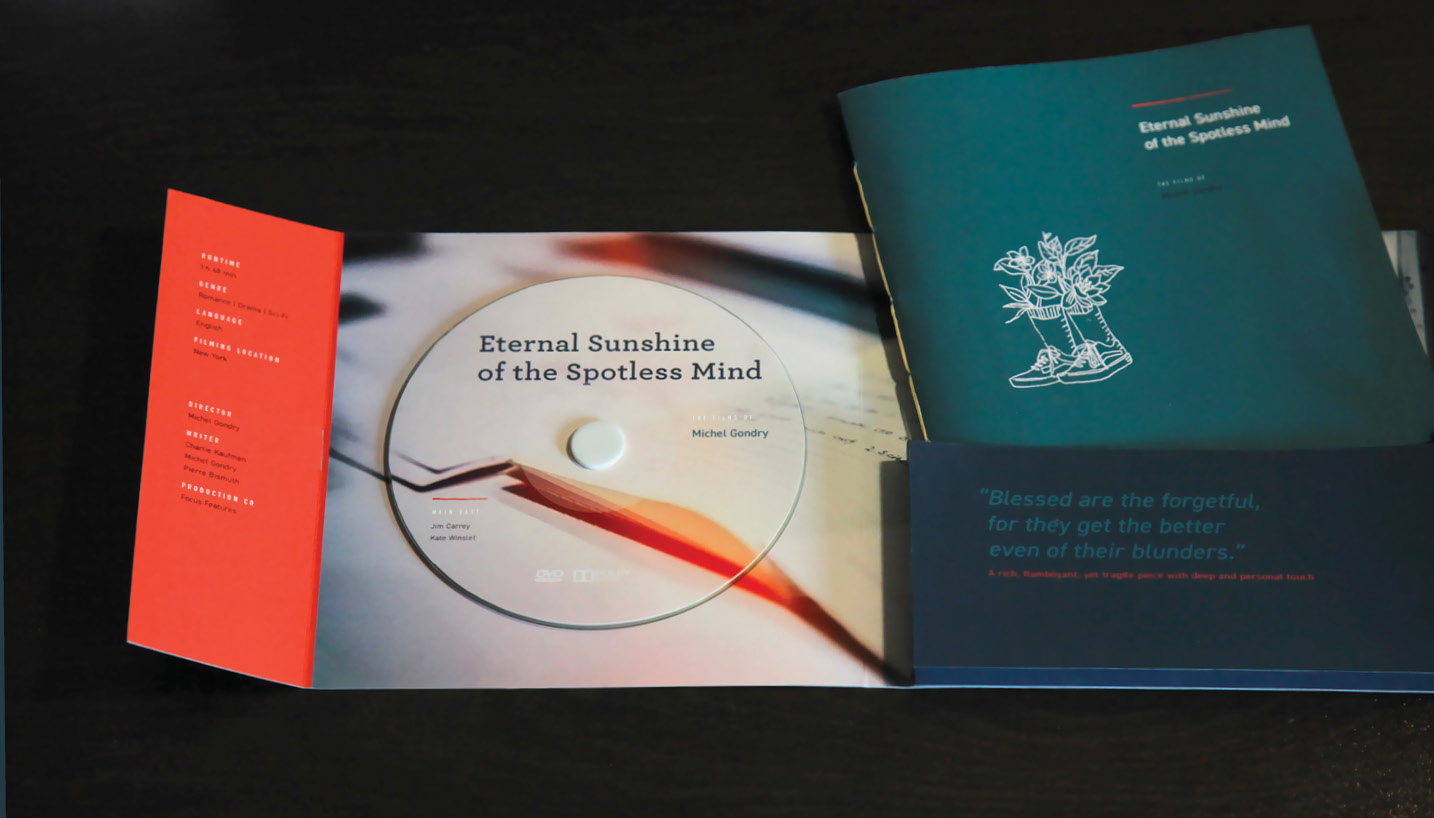 RUNTIME
1 h 48 min
GENRE
Romance | Drama | Sci-Fi
LANGUAGE
English
FILMING LOCATION
New York
DIRECTOR
Michel Gondry
WRITER
Charlie Kaufman
Michel Gondry
Pierre Bismuth
PRODUCTION CO
Focus Features
Eternal Sunshine
of the Spotless Mind
THE FILMS OF
Michel Gondry
MAIN CAST
Jim Carrey
Kate Winslet
DVD DOLBY
Eternal Sunshine
of the Spotless Mind
THE FILMS OF
Michel Gondry
“Blessed are the forgetful,
for they get the better
even of their blunders.”
A rich, flamboyant, yet fragile piece with deep and personal touch